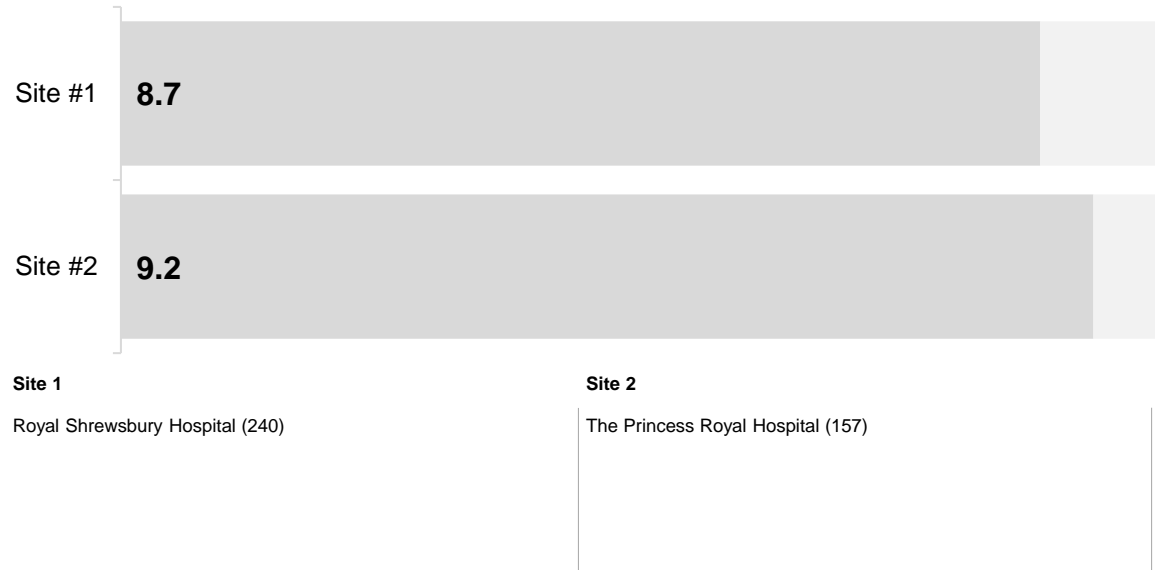 Site #1
8.7
Site #2
9.2
Site 1
Site 2
Royal Shrewsbury Hospital (240)
The Princess Royal Hospital (157)